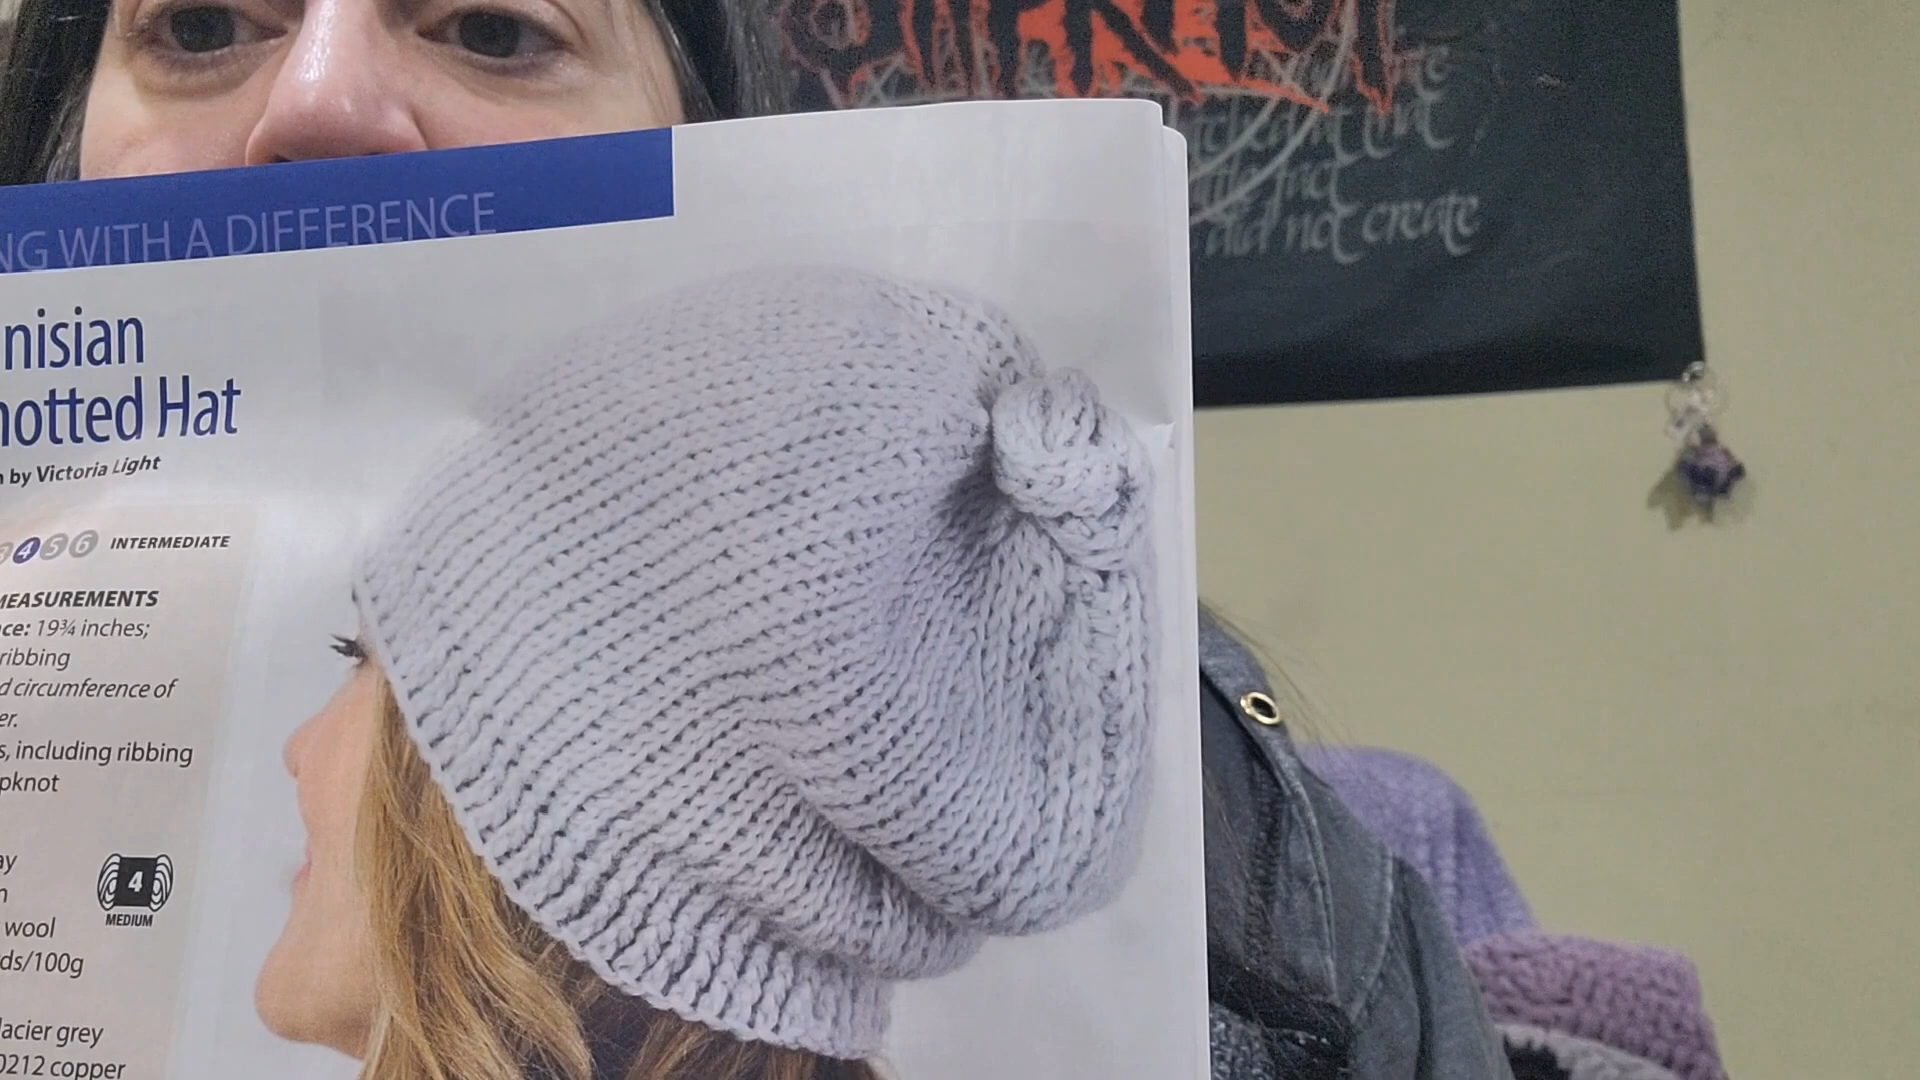 NG WITH A DIFFERENCE
nisian
notted Hat
n by Victoria Light
3 4 5 6 INTERMEDIATE
MEASUREMENTS
ce: 19¾ inches;
ribbing
d circumference of
er.
s, including ribbing
pknot
ay
4
n
MEDIUM
wool
ds/100g
lacier grey
0212 copper
did not create